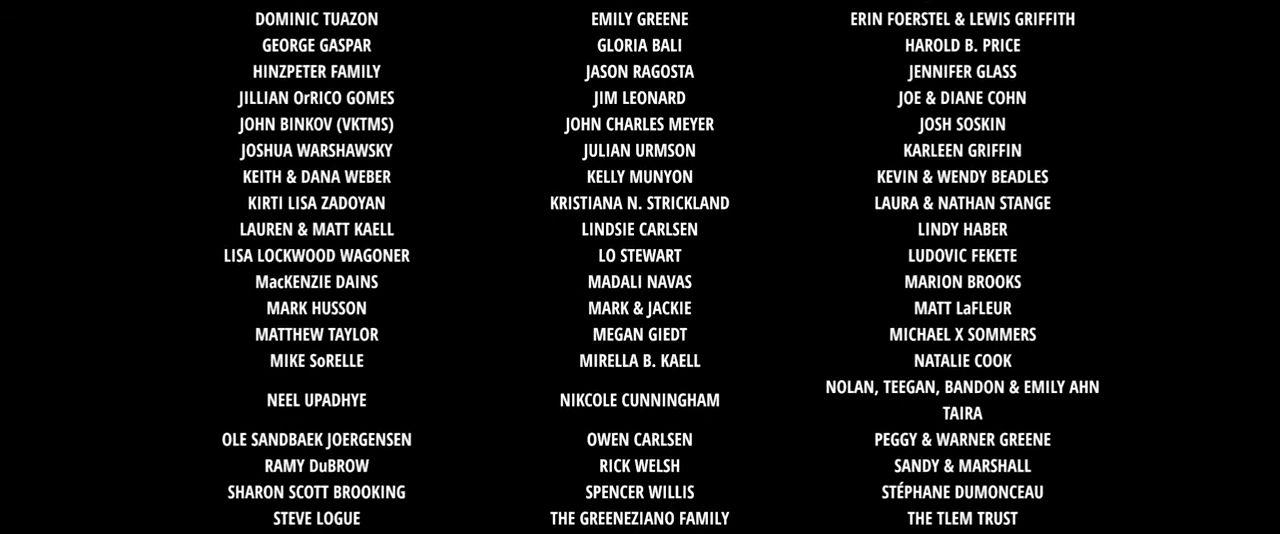 DOMINIC TUAZON
EMILY GREENE
ERIN FOERSTEL & LEWIS GRIFFITH
GEORGE GASPAR
GLORIA BALI
HAROLD B. PRICE
HINZPETER FAMILY
JASON RAGOSTA
JENNIFER GLASS
JILLIAN OrRICO GOMES
JIM LEONARD
JOE & DIANE COHN
JOHN BINKOV (VKTMS)
JOHN CHARLES MEYER
JOSH SOSKIN
JOSHUA WARSHAWSKY
JULIAN URMSON
KARLEEN GRIFFIN
KEITH & DANA WEBER
KELLY MUNYON
KEVIN & WENDY BEADLES
KIRTI LISA ZADOYAN
KRISTIANA N. STRICKLAND
LAURA & NATHAN STANGE
LAUREN & MATT KAELL
LINDSIE CARLSEN
LINDY HABER
LISA LOCKWOOD WAGONER
LO STEWART
LUDOVIC FEKETE
MacKENZIE DAINS
MADALI NAVAS
MARION BROOKS
MARK HUSSON
MARK & JACKIE
MATT LaFLEUR
MATTHEW TAYLOR
MEGAN GIEDT
MICHAEL X SOMMERS
MIKE SoRELLE
MIRELLA B. KAELL
NATALIE COOK
NEEL UPADHYE
NIKCOLE CUNNINGHAM
NOLAN, TEEGAN, BANDON & EMILY AHN
TAIRA
OLE SANDBAEK JOERGENSEN
OWEN CARLSEN
PEGGY & WARNER GREENE
RAMY DuBROW
RICK WELSH
SANDY & MARSHALL
SHARON SCOTT BROOKING
SPENCER WILLIS
STÉPHANE DUMONCEAU
STEVE LOGUE
THE GREENEZIANO FAMILY
THE TLEM TRUST